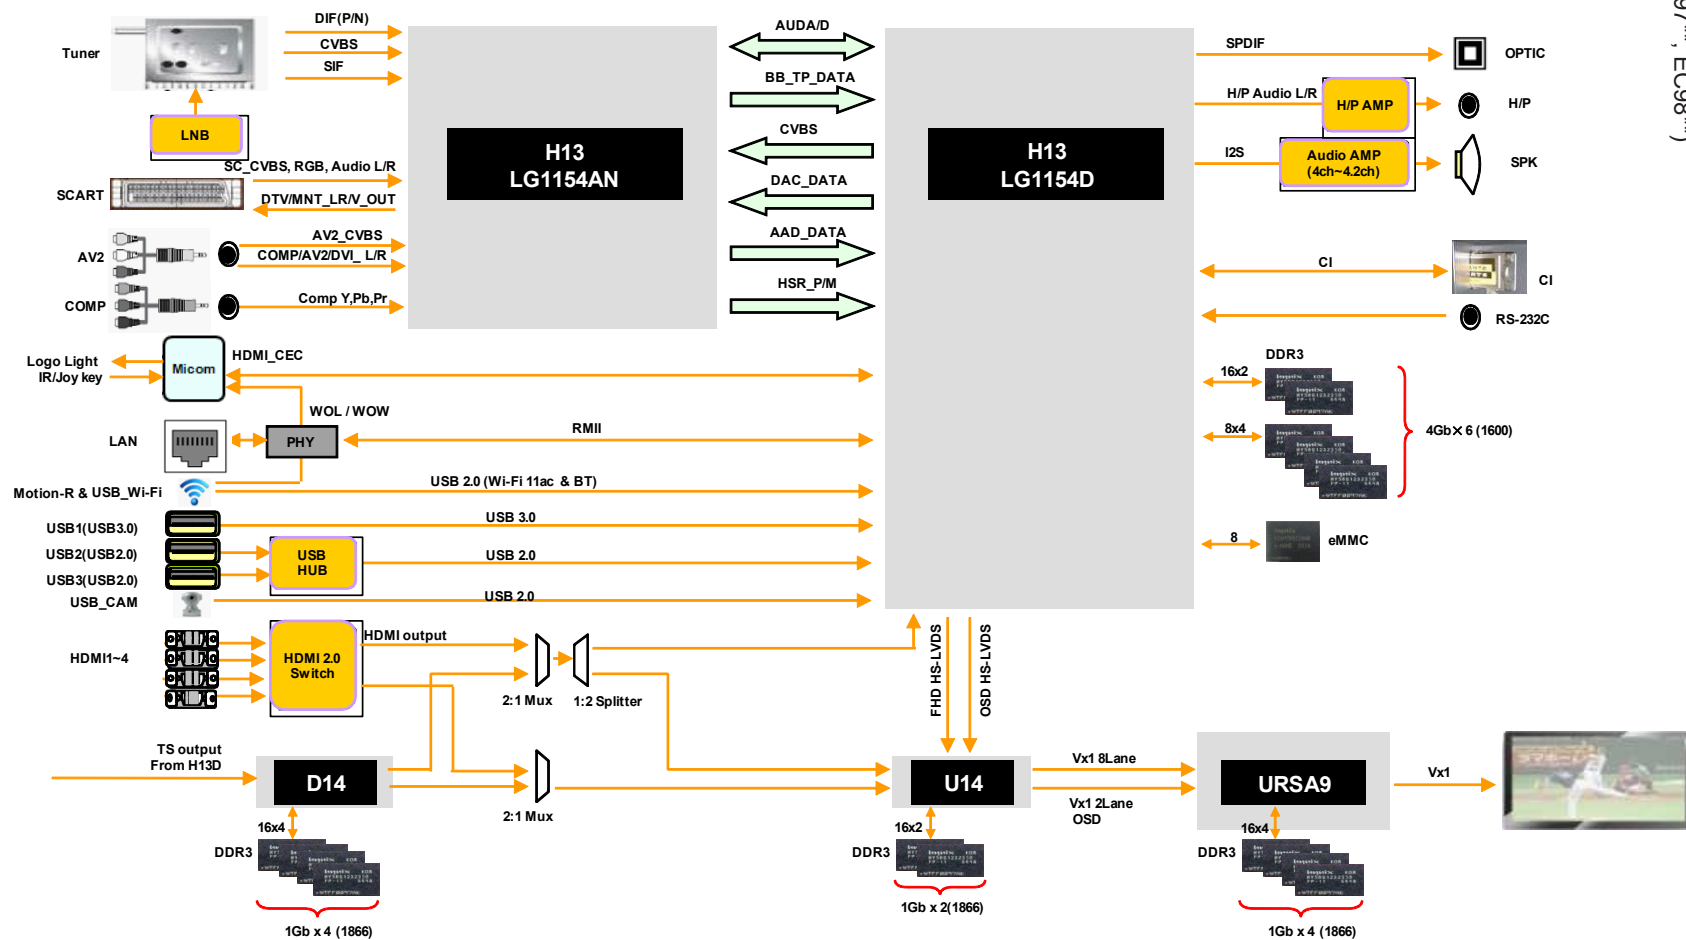 DIF(P/N)
CVBS
SIF
Tuner
LNB
SC_CVBS, RGB, Audio L/R
SCART
DTV/MNT_LR/V_OUT
AV2_CVBS
AV2
COMP/AV2/DVI_ L/R
COMP
Comp Y,Pb,Pr
H13
LG1154AN
AUDA/D
BB_TP_DATA
CVBS
DAC_DATA
AAD_DATA
HSR_P/M
H13
LG1154D
SPDIF
OPTIC
H/P Audio L/R
H/P AMP
H/P
I2S
Audio AMP
(4ch~4.2ch)
SPK
CI
CI
RS-232C
Logo Light
IR/Joy key
Micom
HDMI_CEC
WOL / WOW
LAN
PHY
RMII
Motion-R & USB_Wi-Fi
USB 2.0 (Wi-Fi 11ac & BT)
USB1(USB3.0)
USB 3.0
USB2(USB2.0)
USB3(USB2.0)
USB
HUB
USB 2.0
USB_CAM
USB 2.0
DDR3
16x2
8x4
4Gb×6 (1600)
8
eMMC
HDMI1~4
HDMI 2.0
Switch
HDMI output
2:1 Mux
1:2 Splitter
FHD HS-LVDS
OSD HS-LVDS
TS output
From H13D
D14
2:1 Mux
U14
Vx1 8Lane
Vx1 2Lane
OSD
URSA9
Vx1
16x4
DDR3
1Gb x 4 (1866)
16x2
DDR3
1Gb x 2(1866)
16x4
DDR3
1Gb x 4 (1866)